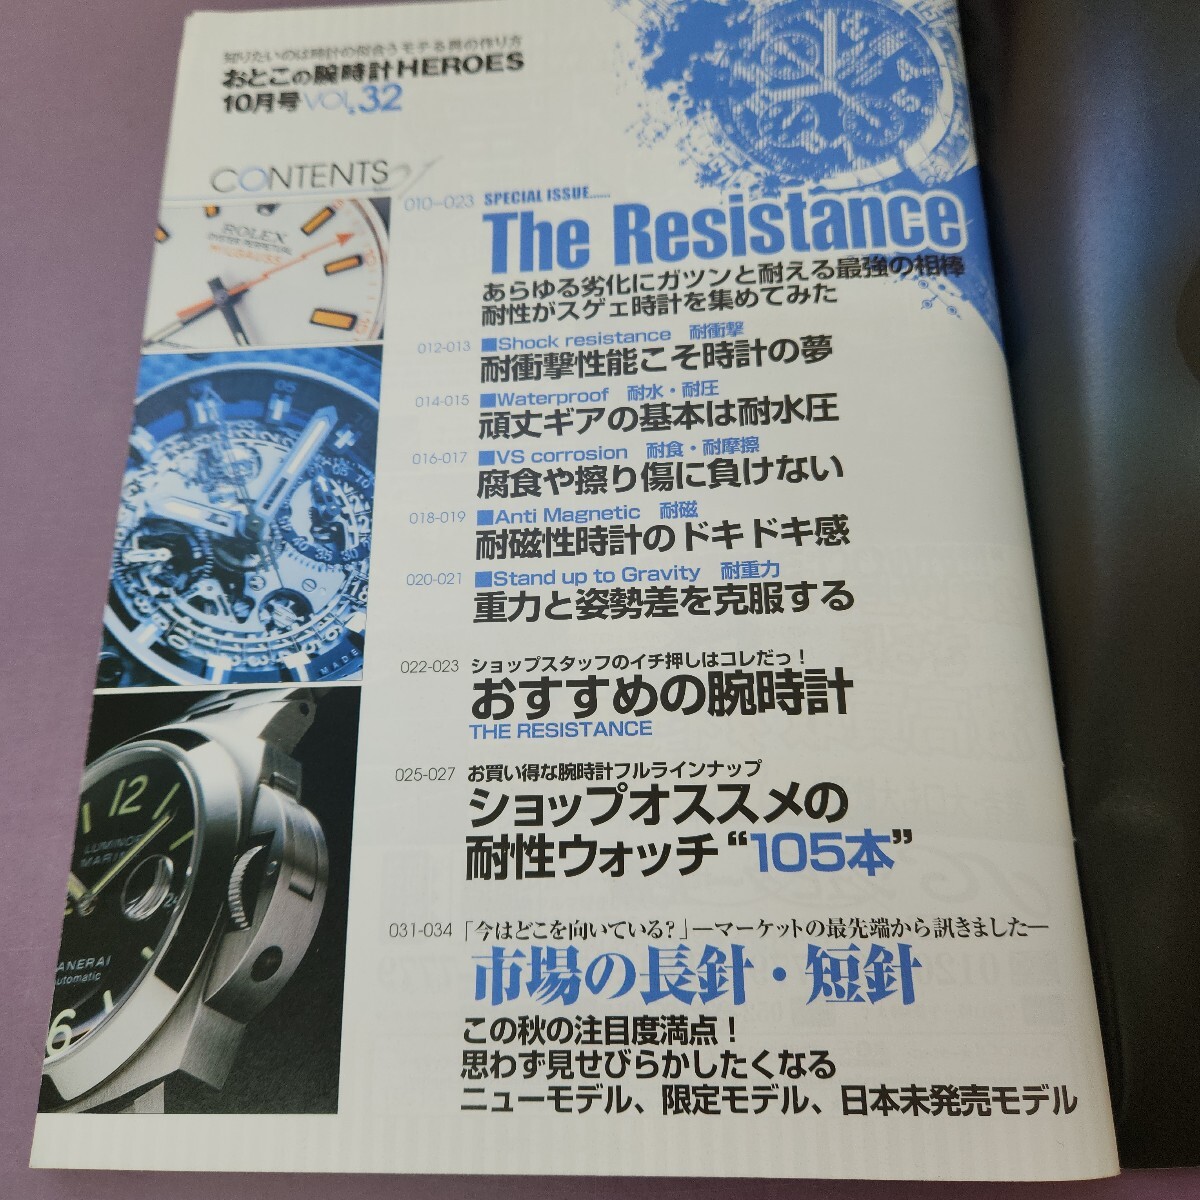 知りたいのは時計の似合うモテる男の作り方
おとこの腕時計HEROES
10月号 VOL.32
CONTENTS
010-023 SPECIAL ISSUE.....
The Resistance
あらゆる劣化にガツンと耐える最強の相棒
耐性がスゲェ時計を集めてみた
012-013 ■Shock resistance 耐衝撃
耐衝撃性能こそ時計の夢
014-015 ■Waterproof 耐水・耐圧
頑丈ギアの基本は耐水圧
016-017 ■VS corrosion 耐食・耐摩擦
腐食や擦り傷に負けない
018-019 ■Anti Magnetic 耐磁
耐磁性時計のドキドキ感
020-021 ■Stand up to Gravity 耐重力
重力と姿勢差を克服する
022-023 ショップスタッフのイチ押しはコレだっ!
おすすめの腕時計
THE RESISTANCE
025-027 お買い得な腕時計フルラインナップ
ショップオススメの
耐性ウォッチ“105本”
031-034 「今はどこを向いている?」―マーケットの最先端から訊きました―
市場の長針・短針
この秋の注目度満点!
思わず見せびらかしたくなる
ニューモデル、限定モデル、日本未発売モデル
ROLEX
OYSTER PERPETUAL
MILGAUSS
05
MADE
12
LUMINOR
MARI
24
ANERAI
utomatic
6